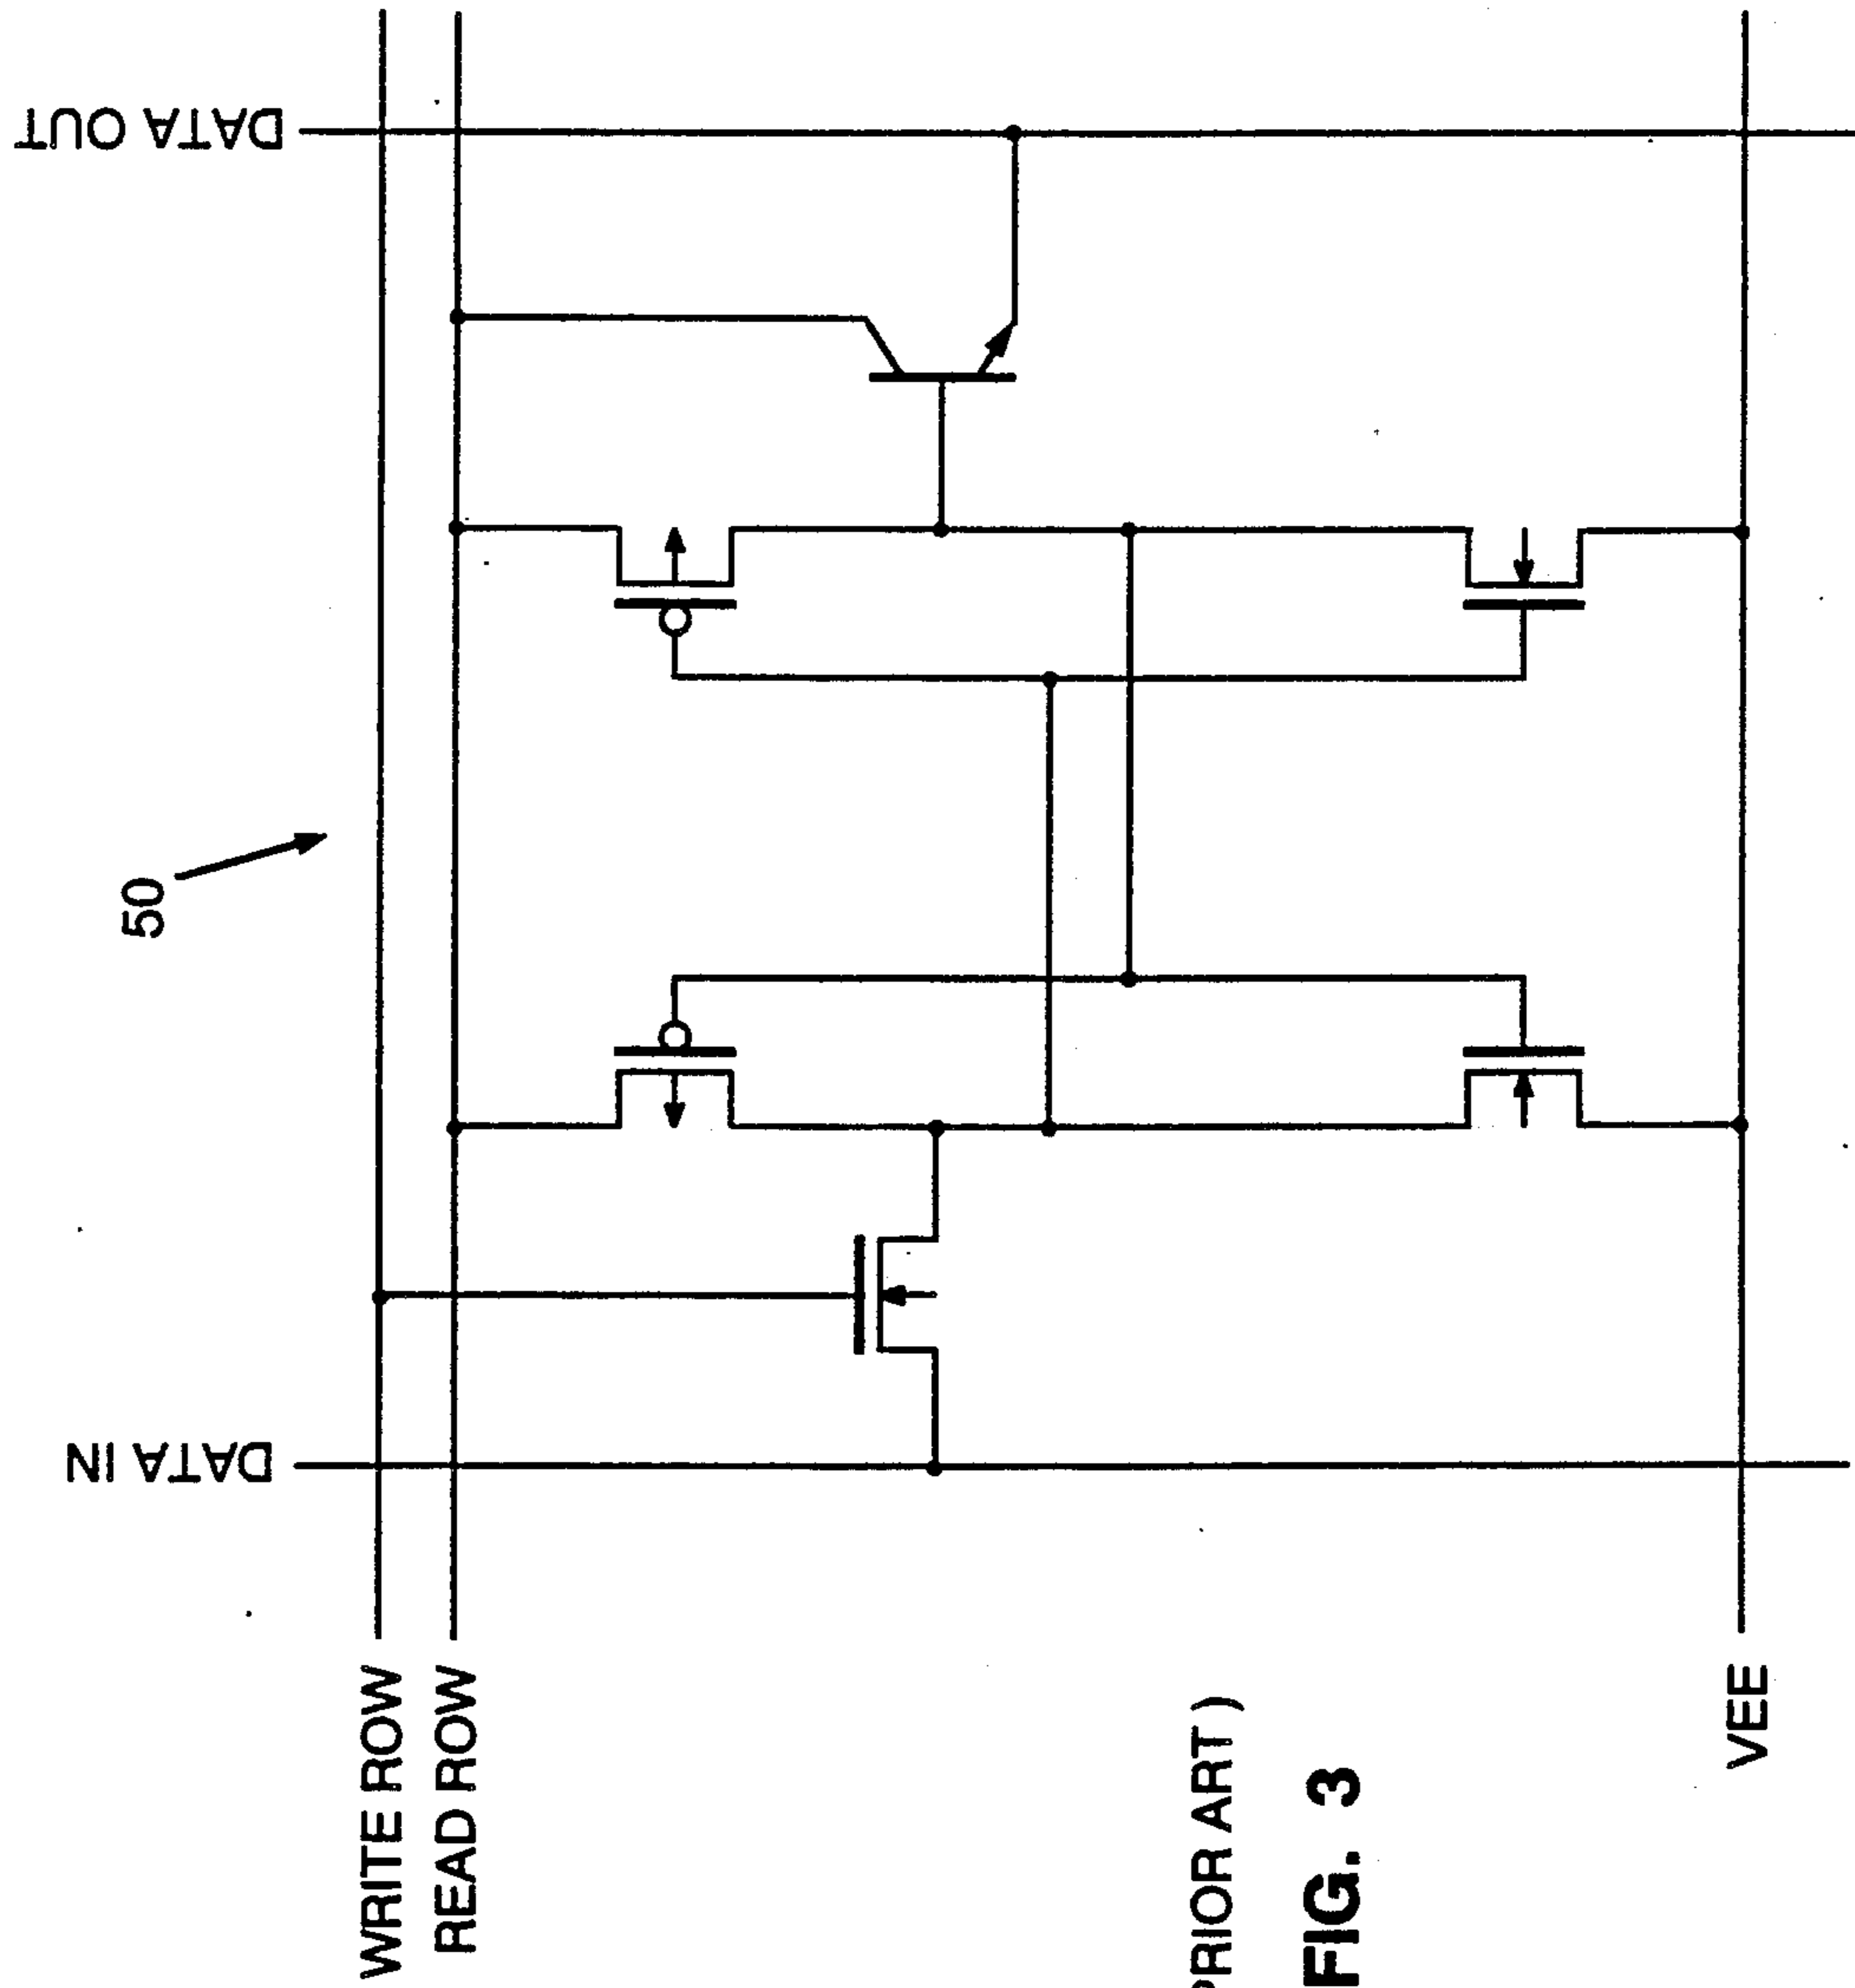 DATA OUT
50
DATA IN
WRITE ROW
READ ROW
PRIOR ART )
FIG. 3
VEE